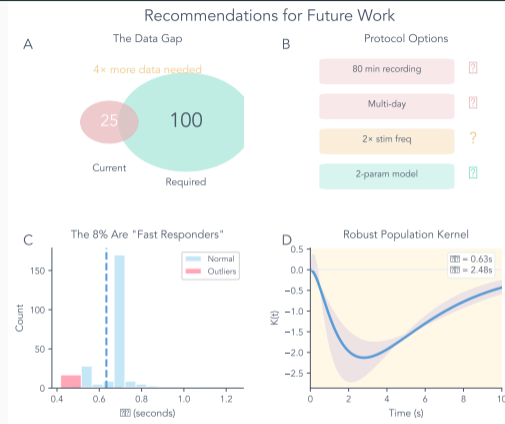 Recommendations for Future Work
A
The Data Gap
4× more data needed
25
100
Current
Required
B
Protocol Options
80 min recording
Multi-day
2× stim freq
?
2-param model
C
The 8% Are "Fast Responders"
Normal
Outliers
Count
150
100
50
0
0.4 0.6 0.8 1.0 1.2
(seconds)
D
Robust Population Kernel
= 0.63s
= 2.48s
K(t)
0.5
0.0
−0.5
−1.0
−1.5
−2.0
−2.5
0 2 4 6 8 10
Time (s)